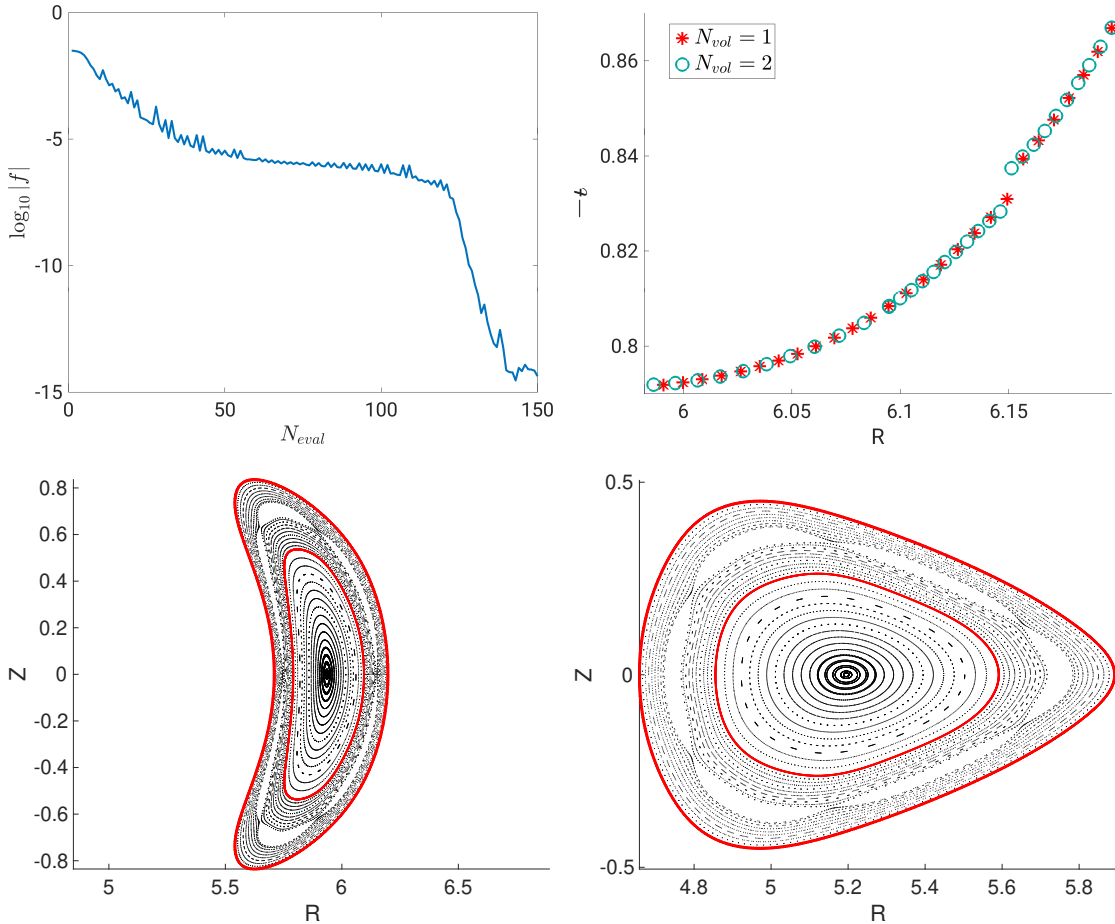 0
-5
-10
-15
log₁₀ |f|
0 50 100 150
N_eval
N_vol = 1
N_vol = 2
0.86
0.84
0.82
0.8
-ι
6 6.05 6.1 6.15
R
0.8
0.6
0.4
0.2
0
-0.2
-0.4
-0.6
-0.8
Z
5 5.5 6 6.5
R
0.5
0
-0.5
Z
4.8 5 5.2 5.4 5.6 5.8
R